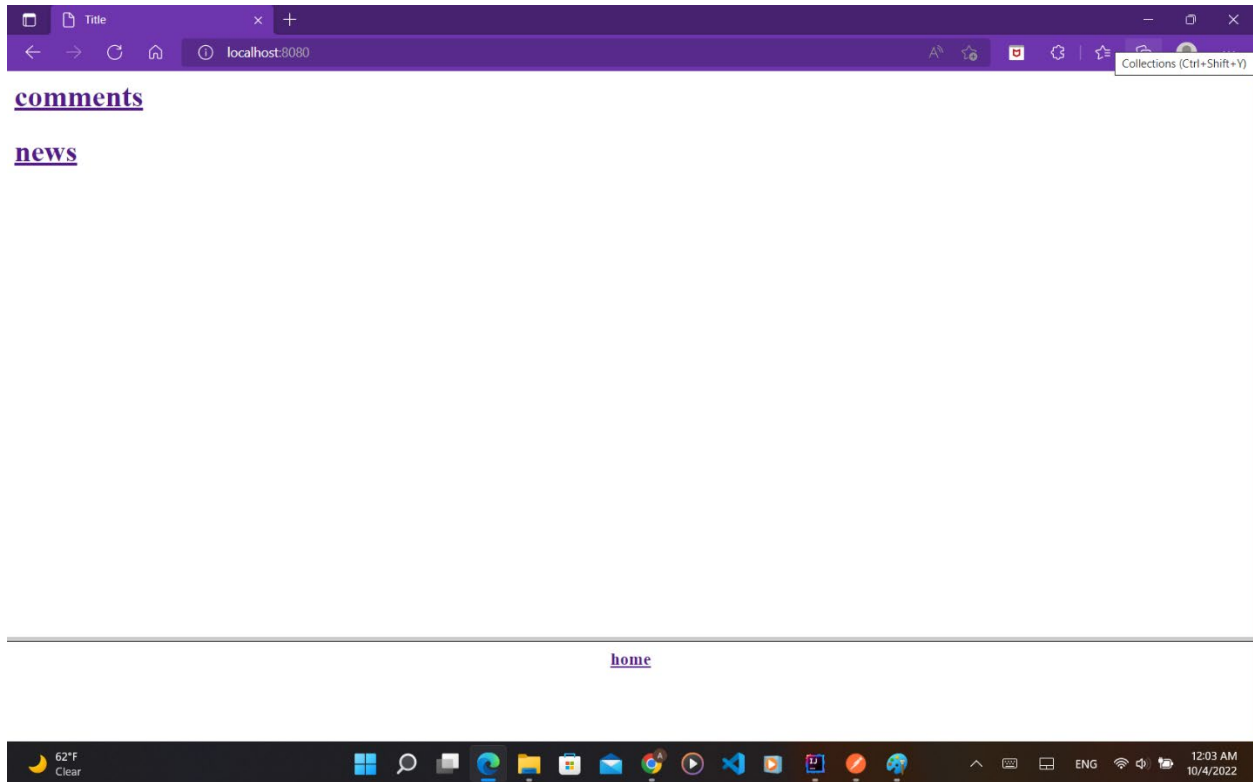 Title
localhost:8080
Collections (Ctrl+Shift+Y)
comments
news
home
62°F
Clear
ENG
12:03 AM
10/4/2022